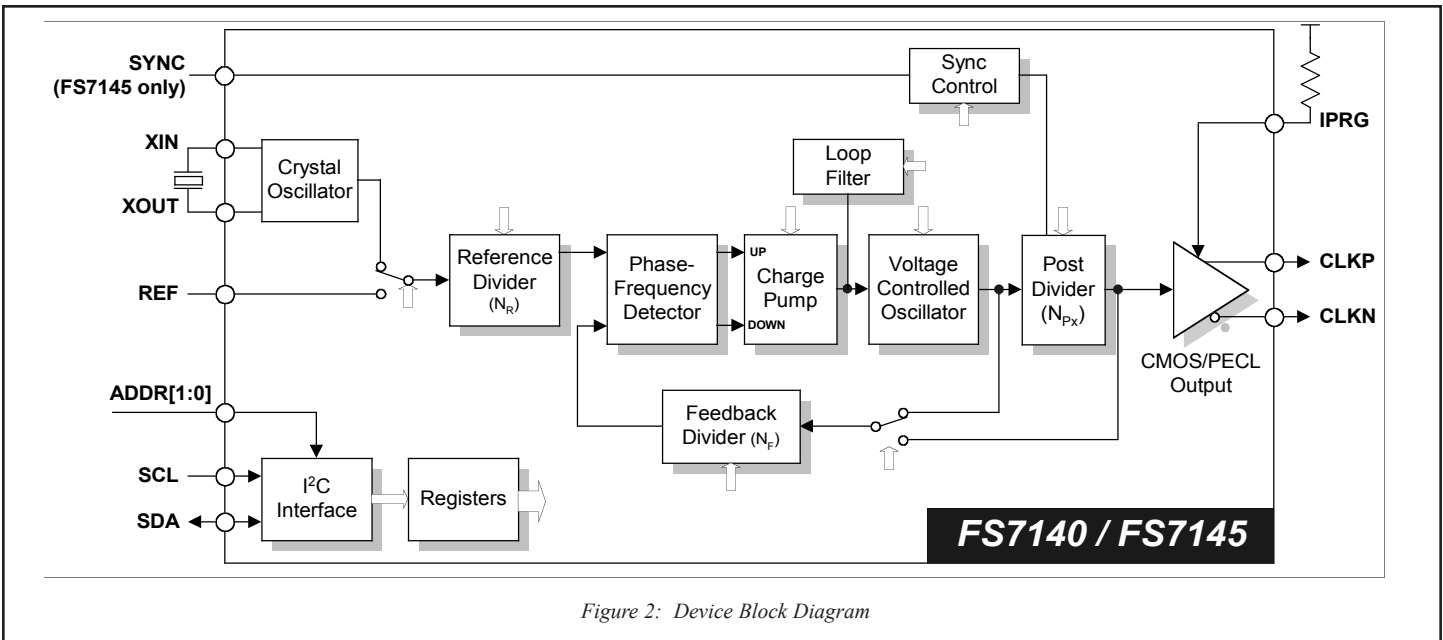 SYNC
(FS7145 only)
Sync
Control
IPRG
XIN
XOUT
Crystal
Oscillator
Loop
Filter
REF
Reference
Divider
(NR)
Phase-
Frequency
Detector
UP
Charge
Pump
DOWN
Voltage
Controlled
Oscillator
Post
Divider
(NPx)
CLKP
CLKN
CMOS/PECL
Output
ADDR[1:0]
Feedback
Divider (NF)
SCL
SDA
I2C
Interface
Registers
FS7140 / FS7145
Figure 2: Device Block Diagram